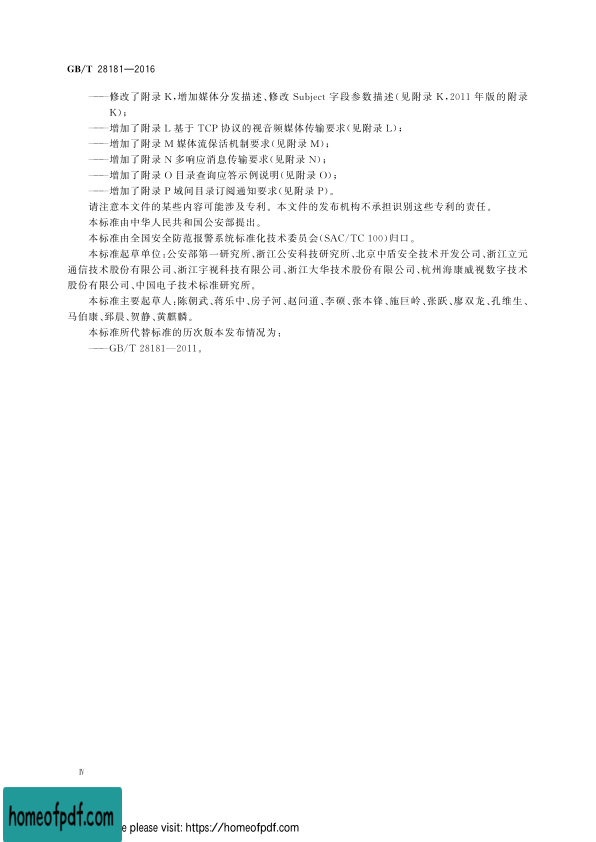 GB/T 28181—2016
——修改了附录 K,增加媒体分发描述、修改 Subject 字段参数描述(见附录 K,2011 年版的附录
K);
——增加了附录 L 基于 TCP 协议的视音频媒体传输要求(见附录 L);
——增加了附录 M 媒体流保活机制要求(见附录 M);
——增加了附录 N 多响应消息传输要求(见附录 N);
——增加了附录 O 目录查询应答示例说明(见附录 O);
——增加了附录 P 域间目录订阅通知要求(见附录 P)。
请注意本文件的某些内容可能涉及专利。本文件的发布机构不承担识别这些专利的责任。
本标准由中华人民共和国公安部提出。
本标准由全国安全防范报警系统标准化技术委员会(SAC/TC 100)归口。
本标准起草单位:公安部第一研究所、浙江公安科技研究所、北京中盾安全技术开发公司、浙江立元
通信技术股份有限公司、浙江宇视科技有限公司、浙江大华技术股份有限公司、杭州海康威视数字技术
股份有限公司、中国电子技术标准研究所。
本标准主要起草人:陈朝武、蒋乐中、房子河、赵问道、李硕、张本锋、施巨岭、张跃、廖双龙、孔维生、
马伯康、郅晨、贺静、黄麒麟。
本标准所代替标准的历次版本发布情况为:
——GB/T 28181—2011。
Ⅳ
homeofpdf.com
e please visit: https://homeofpdf.com